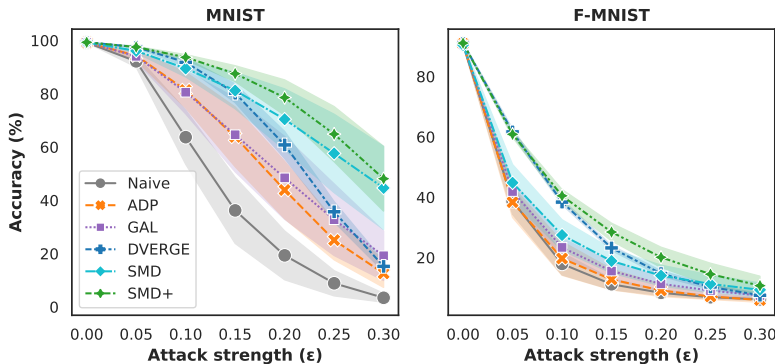 MNIST
F-MNIST
Accuracy (%)
100
80
60
40
20
0
Naive
ADP
GAL
DVERGE
SMD
SMD+
0.00 0.05 0.10 0.15 0.20 0.25 0.30
Attack strength (ε)
80
60
40
20
0.00 0.05 0.10 0.15 0.20 0.25 0.30
Attack strength (ε)